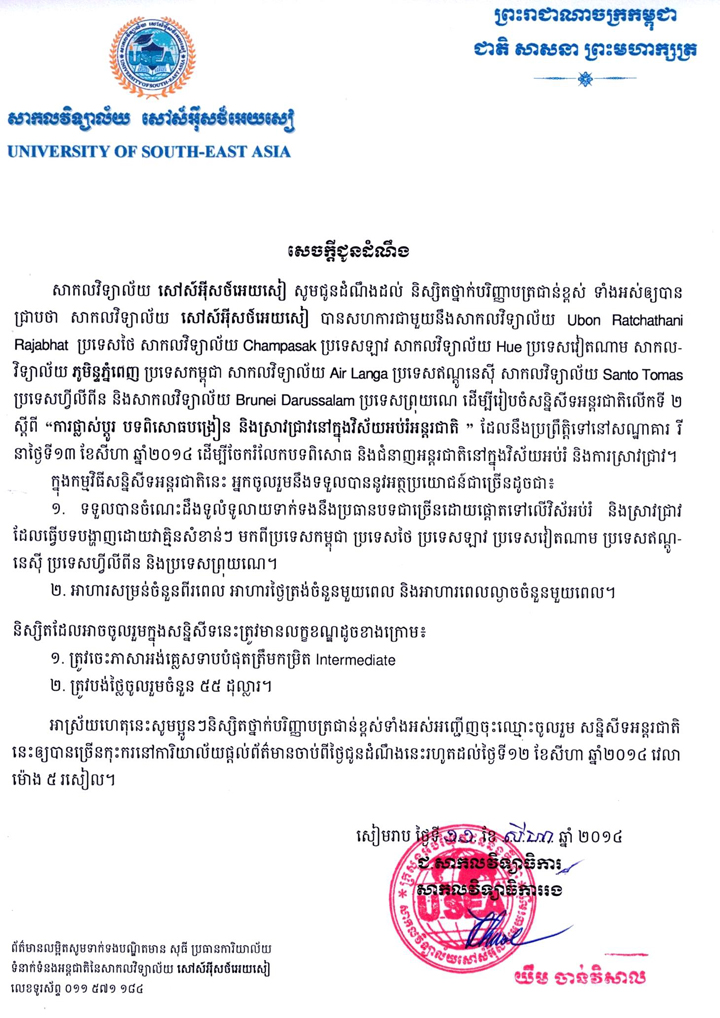 ព្រះរាជាណាចក្រកម្ពុជា
ជាតិ សាសនា ព្រះមហាក្សត្រ
USEA
សាកលវិទ្យាល័យ សៅស៍អ៊ីសថ៍អេយសៀ
UNIVERSITY OF SOUTH-EAST ASIA
សេចក្តីជូនដំណឹង
សាកលវិទ្យាល័យ សៅស៍អ៊ីសថ៍អេយសៀ សូមជូនដំណឹងដល់ និស្សិតថ្នាក់បរិញ្ញាបត្រជាន់ខ្ពស់ ទាំងអស់ឲ្យបាន
ជ្រាបថា សាកលវិទ្យាល័យ សៅស៍អ៊ីសថ៍អេយសៀ បានសហការជាមួយនឹងសាកលវិទ្យាល័យ Ubon Ratchathani
Rajabhat ប្រទេសថៃ សាកលវិទ្យាល័យ Champasak ប្រទេសឡាវ សាកលវិទ្យាល័យ Hue ប្រទេសវៀតណាម សាកល-
វិទ្យាល័យ ភូមិន្ទភ្នំពេញ ប្រទេសកម្ពុជា សាកលវិទ្យាល័យ Air Langa ប្រទេសឥណ្ឌូនេស៊ី សាកលវិទ្យាល័យ Santo Tomas
ប្រទេសហ្វីលីពីន និងសាកលវិទ្យាល័យ Brunei Darussalam ប្រទេសព្រុយណេ ដើម្បីរៀបចំសន្និសីទអន្តរជាតិលើកទី ២
ស្តីពី “ការផ្លាស់ប្តូរ បទពិសោធបង្រៀន និងស្រាវជ្រាវនៅក្នុងវិស័យអប់រំអន្តរជាតិ ” ដែលនឹងប្រព្រឹត្តិទៅនៅសណ្ឋាគារ រី
នាថ្ងៃទី១៣ ខែសីហា ឆ្នាំ២០១៤ ដើម្បីចែករំលែកបទពិសោធ និងជំនាញអន្តរជាតិនៅក្នុងវិស័យអប់រំ និងការស្រាវជ្រាវ។
ក្នុងកម្មវិធីសន្និសីទអន្តរជាតិនេះ អ្នកចូលរួមនឹងទទួលបាននូវអត្ថប្រយោជន៍ជាច្រើនដូចជា៖
១. ទទួលបានចំណេះដឹងទូលំទូលាយទាក់ទងនឹងប្រធានបទជាច្រើនដោយផ្តោតទៅលើវិស័អប់រំ និងស្រាវជ្រាវ
ដែលធ្វើបទបង្ហាញដោយវាគ្មិនសំខាន់ៗ មកពីប្រទេសកម្ពុជា ប្រទេសថៃ ប្រទេសឡាវ ប្រទេសវៀតណាម ប្រទេសឥណ្ឌូ-
នេស៊ី ប្រទេសហ្វីលីពីន និងប្រទេសព្រុយណេ។
២. អាហារសម្រន់ចំនួនពីរពេល អាហារថ្ងៃត្រង់ចំនួនមួយពេល និងអាហារពេលល្ងាចចំនួនមួយពេល។
និស្សិតដែលអាចចូលរួមក្នុងសន្និសីទនេះត្រូវមានលក្ខខណ្ឌដូចខាងក្រោម៖
១. ត្រូវចេះភាសាអង់គ្លេសទាបបំផុតត្រឹមកម្រិត Intermediate
២. ត្រូវបង់ថ្លៃចូលរួមចំនួន ៥៥ ដុល្លារ។
អាស្រ័យហេតុនេះសូមប្អូនៗនិស្សិតថ្នាក់បរិញ្ញាបត្រជាន់ខ្ពស់ទាំងអស់អញ្ជើញចុះឈ្មោះចូលរួម សន្និសីទអន្តរជាតិ
នេះឲ្យបានច្រើនកុះករនៅការិយាល័យផ្តល់ព័ត៌មានចាប់ពីថ្ងៃជូនដំណឹងនេះរហូតដល់ថ្ងៃទី១២ ខែសីហា ឆ្នាំ២០១៤ វេលា
ម៉ោង ៥ រសៀល។
សៀមរាប ថ្ងៃទី ១១ ខែ សីហា ឆ្នាំ ២០១៤
ជ.សាកលវិទ្យាធិការ
សាកលវិទ្យាធិការរង
USEA
ឃឹម ចាន់វិសាល
ព័ត៌មានលម្អិតសូមទាក់ទងបណ្ឌិតមាន សុធី ប្រធានការិយាល័យ
ទំនាក់ទំនងអន្តជាតិនៃសាកលវិទ្យាល័យ សៅស៍អ៊ីសថ៍អេយសៀ
លេខទូរស័ព្ទ ០១១ ៥៧១ ១៨៤